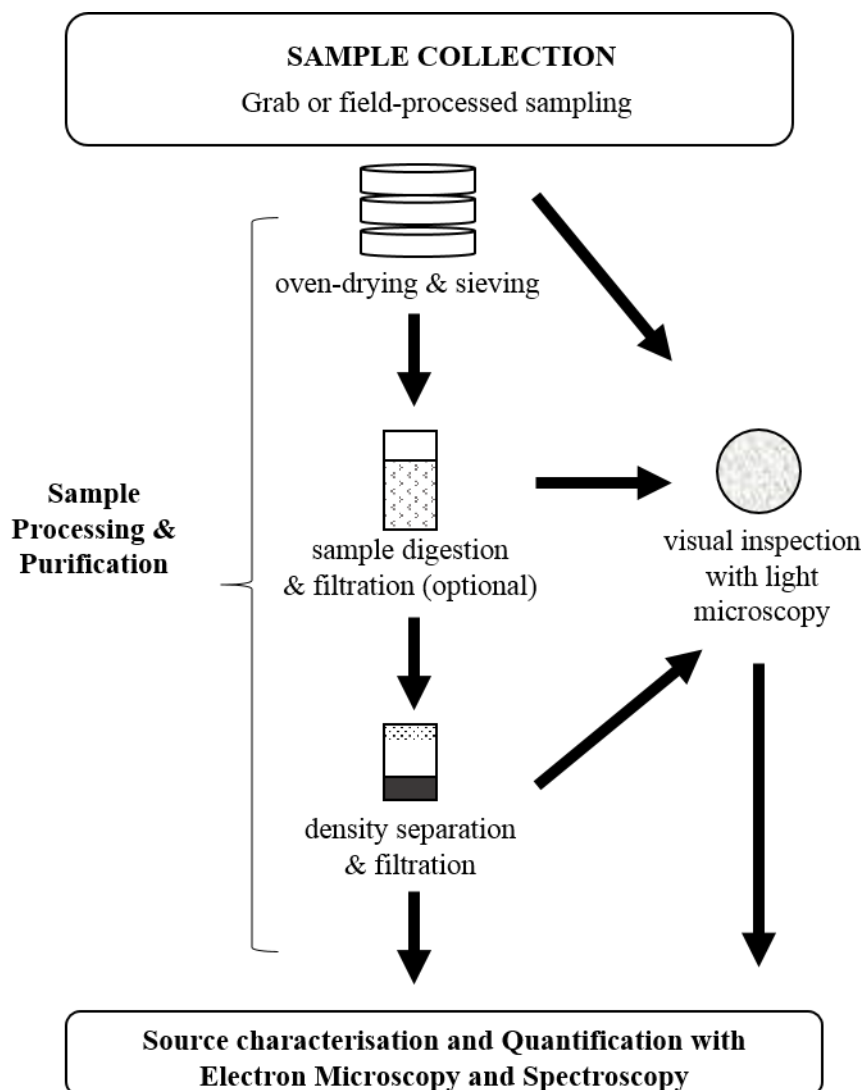 SAMPLE COLLECTION
Grab or field-processed sampling
oven-drying & sieving
Sample
Processing &
Purification
sample digestion
& filtration (optional)
visual inspection
with light
microscopy
density separation
& filtration
Source characterisation and Quantification with
Electron Microscopy and Spectroscopy